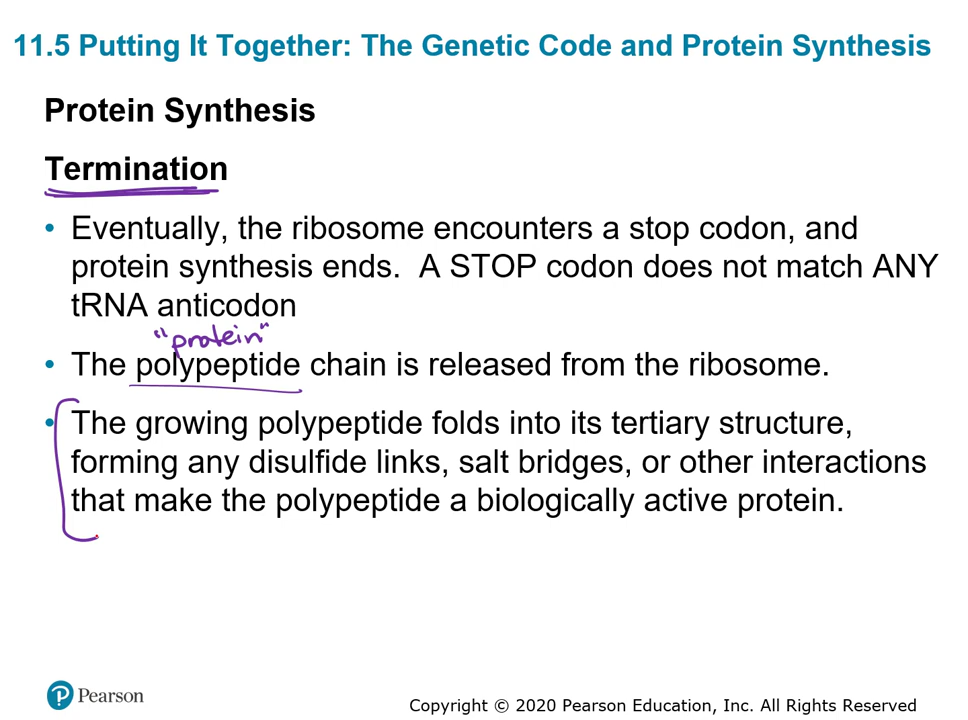 11.5 Putting It Together: The Genetic Code and Protein Synthesis
Protein Synthesis
Termination
• Eventually, the ribosome encounters a stop codon, and
protein synthesis ends. A STOP codon does not match ANY
tRNA anticodon
"protein"
• The polypeptide chain is released from the ribosome.
• The growing polypeptide folds into its tertiary structure,
forming any disulfide links, salt bridges, or other interactions
that make the polypeptide a biologically active protein.
P Pearson
Copyright © 2020 Pearson Education, Inc. All Rights Reserved